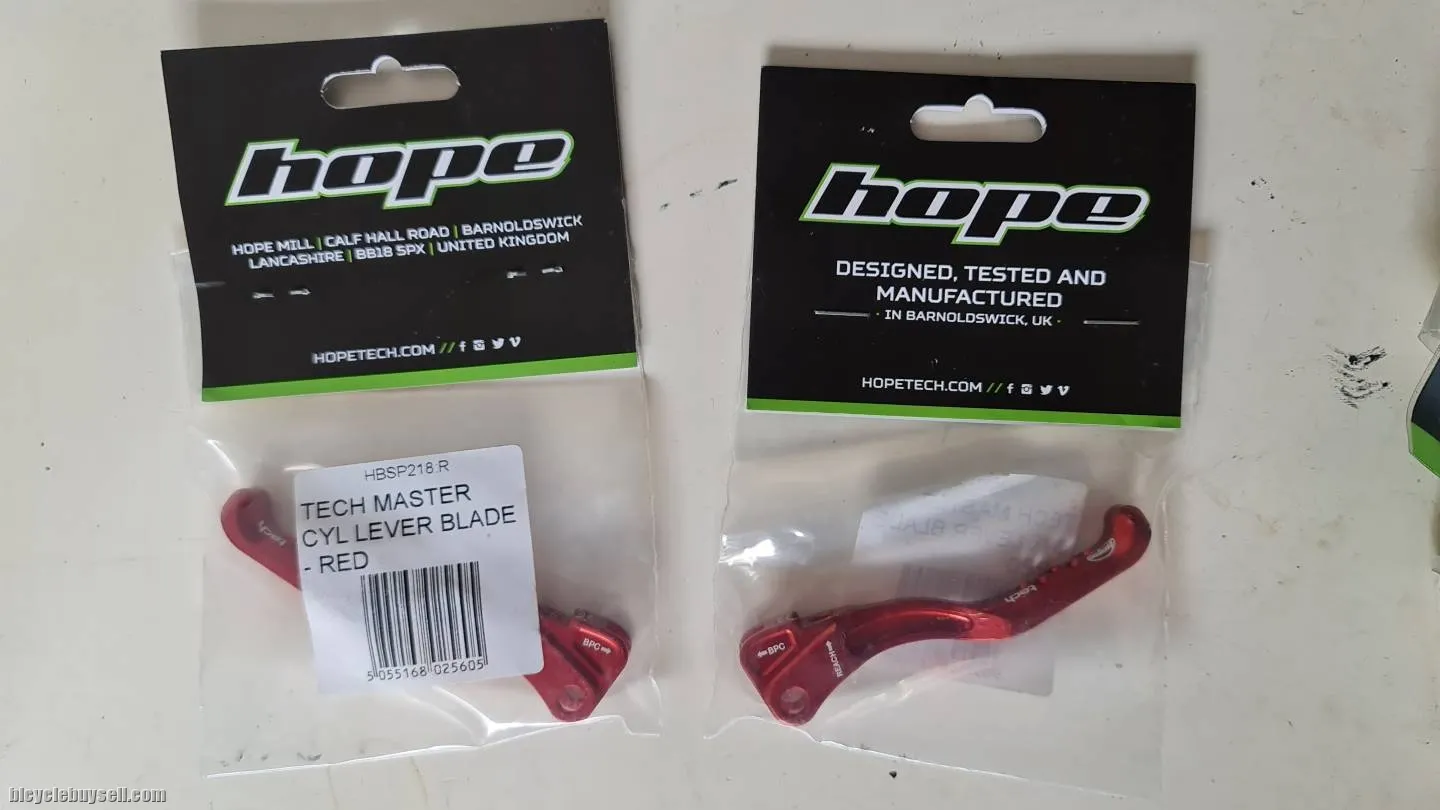 hope
HOPE MILL | CALF HALL ROAD | BARNOLDSWICK
LANCASHIRE | BB18 5PX | UNITED KINGDOM
HOPETECH.COM //
HBSP218:R
TECH MASTER
CYL LEVER BLADE
- RED
5 055168 025605
tech
BPC
hope
DESIGNED, TESTED AND
MANUFACTURED
· IN BARNOLDSWICK, UK ·
HOPETECH.COM //
BPC
REACH
tech
bicyclebuysell.com